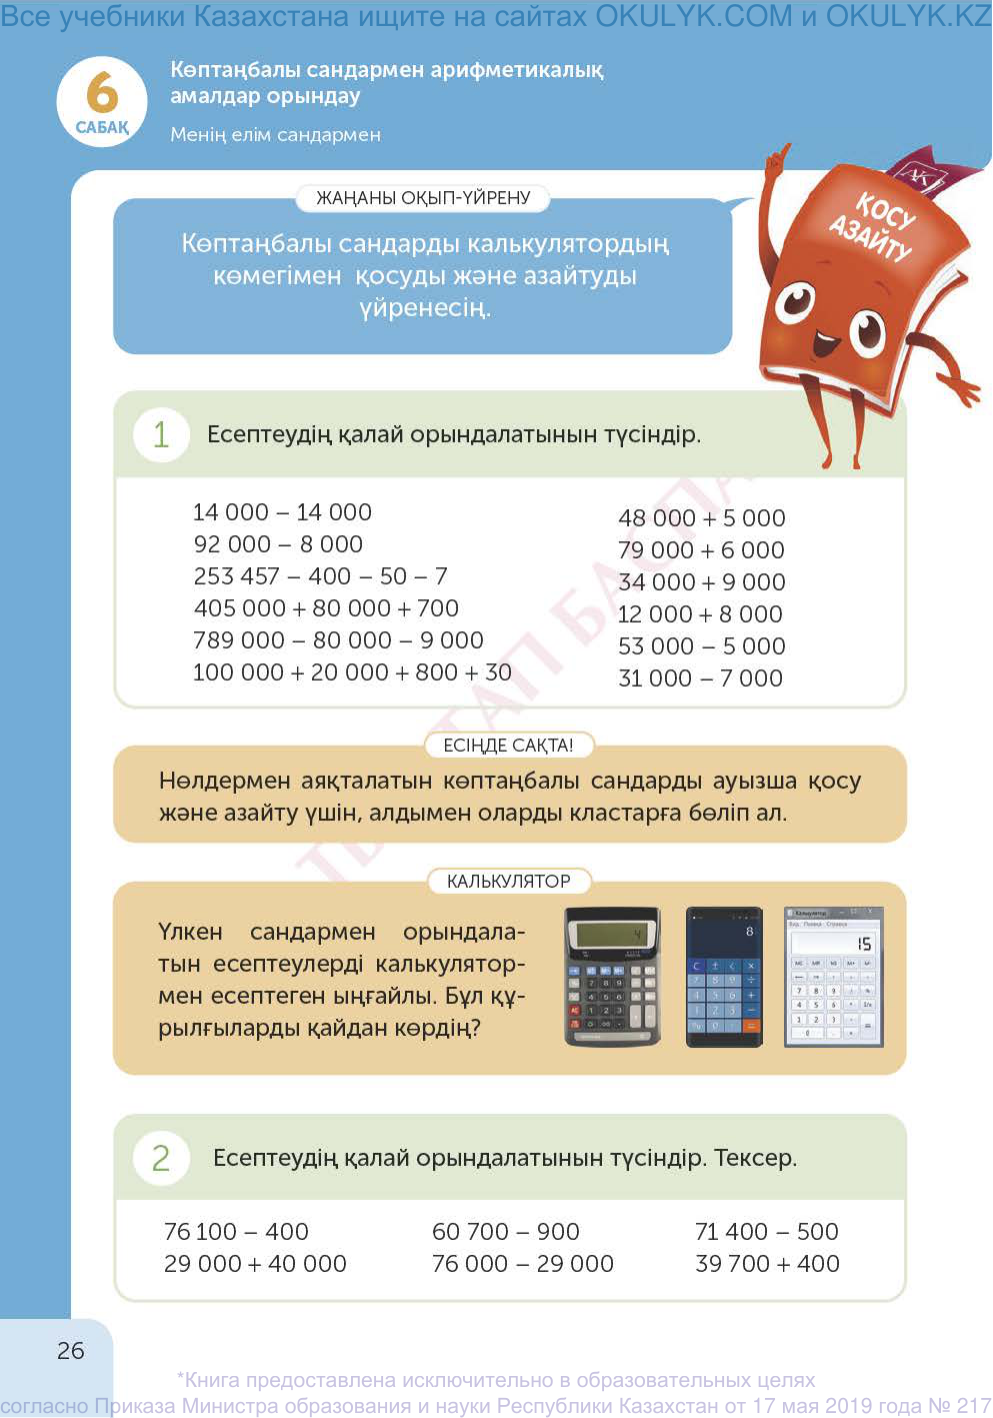 Все учебники Казахстана ищите на сайтах OKULYK.COM и OKULYK.KZ
6
САБАҚ
Көптаңбалы сандармен арифметикалық
амалдар орындау
Менің елім сандармен
ЖАҢАНЫ ОҚЫП-ҮЙРЕНУ
Көптаңбалы сандарды калькулятордың
көмегімен қосуды және азайтуды
үйренесің.
АК
ҚОСУ
АЗАЙТУ
1
Есептеудің қалай орындалатынын түсіндір.
14 000 – 14 000
92 000 – 8 000
253 457 – 400 – 50 – 7
405 000 + 80 000 + 700
789 000 – 80 000 – 9 000
100 000 + 20 000 + 800 + 30
48 000 + 5 000
79 000 + 6 000
34 000 + 9 000
12 000 + 8 000
53 000 – 5 000
31 000 – 7 000
ЕСІҢДЕ САҚТА!
Нөлдермен аяқталатын көптаңбалы сандарды ауызша қосу
және азайту үшін, алдымен оларды кластарға бөліп ал.
КАЛЬКУЛЯТОР
Үлкен сандармен орындала-
тын есептеулерді калькулятор-
мен есептеген ыңғайлы. Бұл құ-
рылғыларды қайдан көрдің?
4
8
Калькулятор
Вид Правка Справка
15
2
Есептеудің қалай орындалатынын түсіндір. Тексер.
76 100 – 400
29 000 + 40 000
60 700 – 900
76 000 – 29 000
71 400 – 500
39 700 + 400
26
*Книга предоставлена исключительно в образовательных целях
согласно Приказа Министра образования и науки Республики Казахстан от 17 мая 2019 года № 217